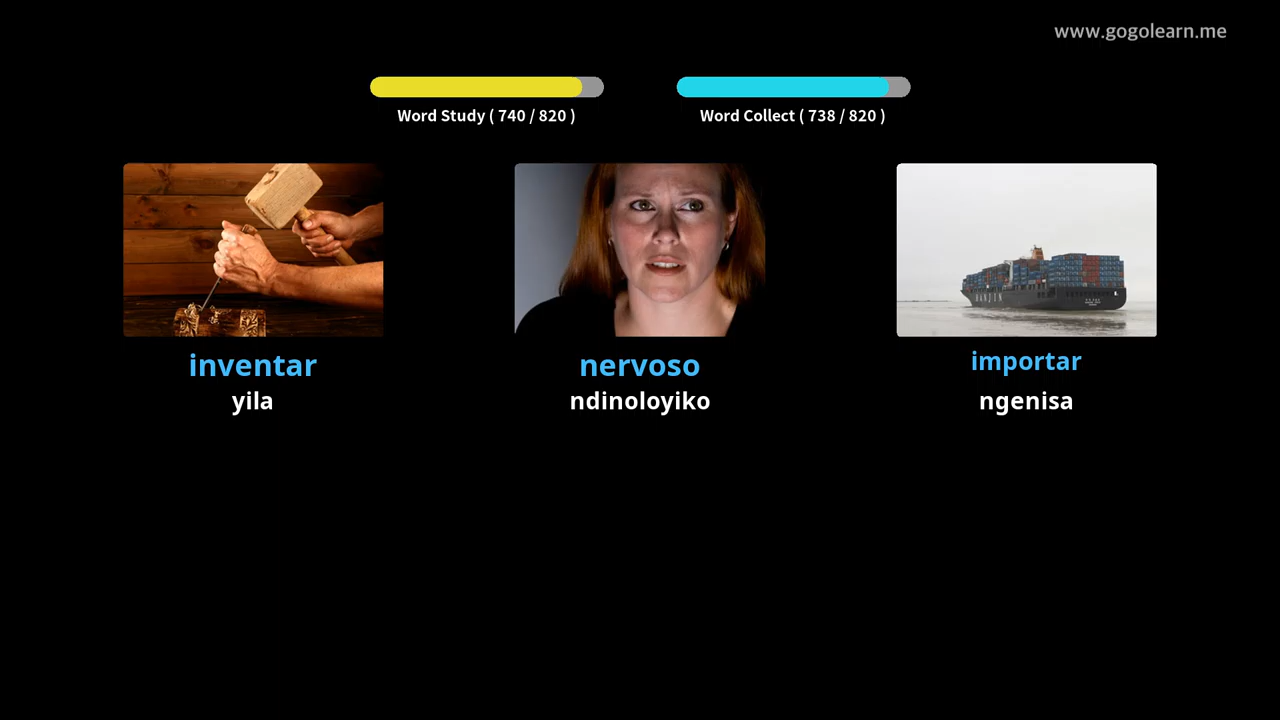 www.gogolearn.me
Word Study ( 740 / 820 )
Word Collect ( 738 / 820 )
inventar
yila
nervoso
ndinoloyiko
importar
ngenisa